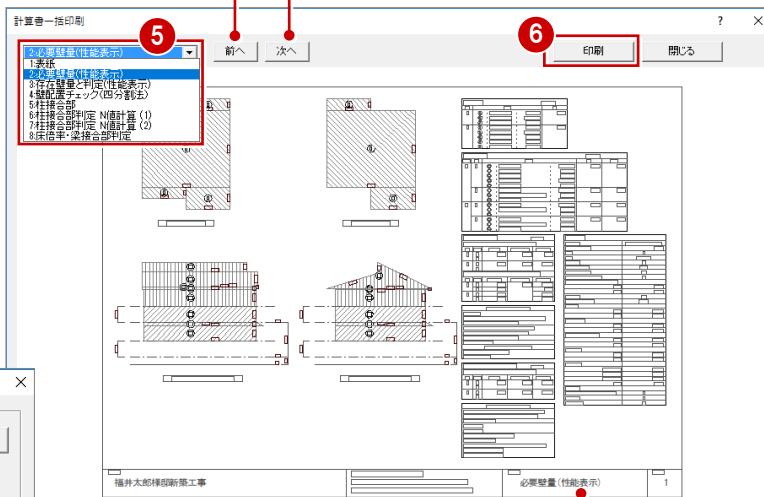 計算書一括印刷
?
×
5
2:必要壁量(性能表示)
前へ
次へ
6
印刷
閉じる
1:表紙
2:必要壁量(性能表示)
3:存在壁量と判定(性能表示)
4:壁配置チェック(四分割法)
5:柱接合部
6:柱接合部判定 N値計算 (1)
7:柱接合部判定 N値計算 (2)
8:床倍率・梁接合部判定
×
福井太郎様邸新築工事
必要壁量(性能表示)
1